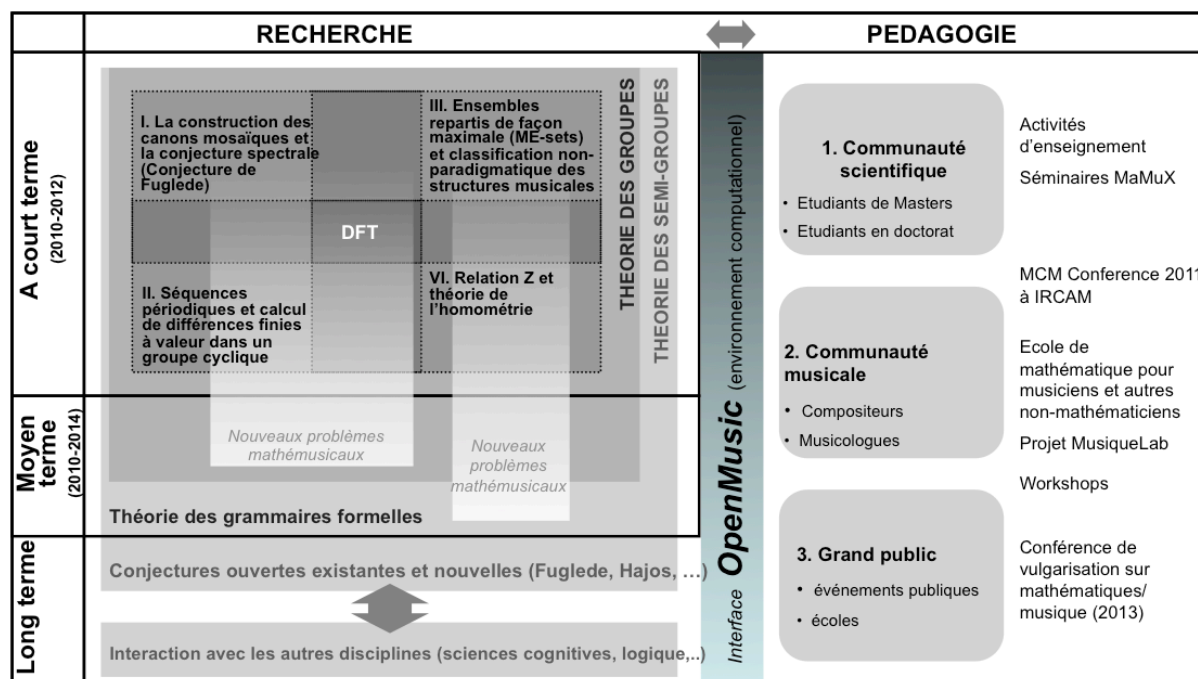 RECHERCHE
PEDAGOGIE
A court terme
(2010-2012)
I. La construction des
canons mosaïques et
la conjecture spectrale
(Conjecture de
Fuglede)
III. Ensembles
repartis de façon
maximale (ME-sets)
et classification non-
paradigmatique des
structures musicales
DFT
II. Séquences
périodiques et calcul
de différences finies
à valeur dans un
groupe cyclique
VI. Relation Z et
théorie de
l'homométrie
THEORIE DES GROUPES
THEORIE DES SEMI-GROUPES
Moyen
terme
(2010-2014)
Nouveaux problèmes
mathémusicaux
Nouveaux
problèmes
mathémusicaux
Théorie des grammaires formelles
Long terme
Conjectures ouvertes existantes et nouvelles (Fuglede, Hajos, …)
Interaction avec les autres disciplines (sciences cognitives, logique,..)
Interface OpenMusic (environnement computationnel)
1. Communauté
scientifique
• Etudiants de Masters
• Etudiants en doctorat
2. Communauté
musicale
• Compositeurs
• Musicologues
3. Grand public
• événements publiques
• écoles
Activités
d'enseignement
Séminaires MaMuX
MCM Conference 2011
à IRCAM
Ecole de
mathématique pour
musiciens et autres
non-mathématiciens
Projet MusiqueLab
Workshops
Conférence de
vulgarisation sur
mathématiques/
musique (2013)